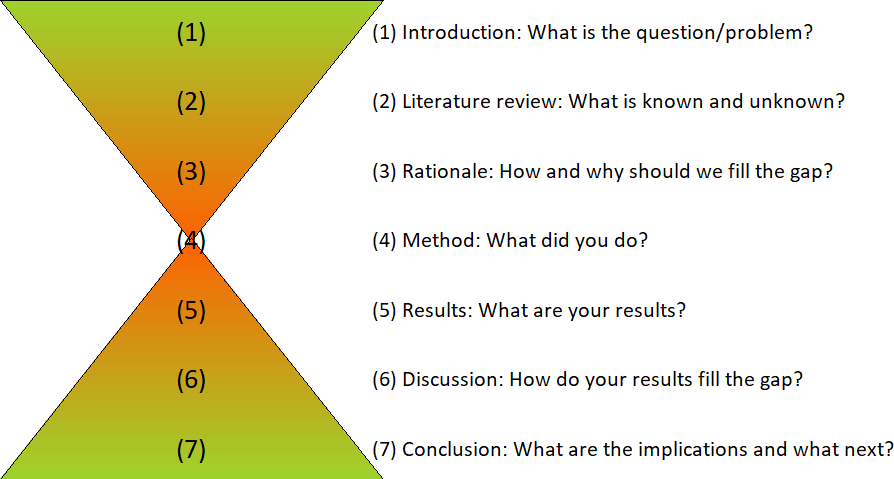 (1) (1) Introduction: What is the question/problem?
(2) (2) Literature review: What is known and unknown?
(3) (3) Rationale: How and why should we fill the gap?
(4) (4) Method: What did you do?
(5) (5) Results: What are your results?
(6) (6) Discussion: How do your results fill the gap?
(7) (7) Conclusion: What are the implications and what next?